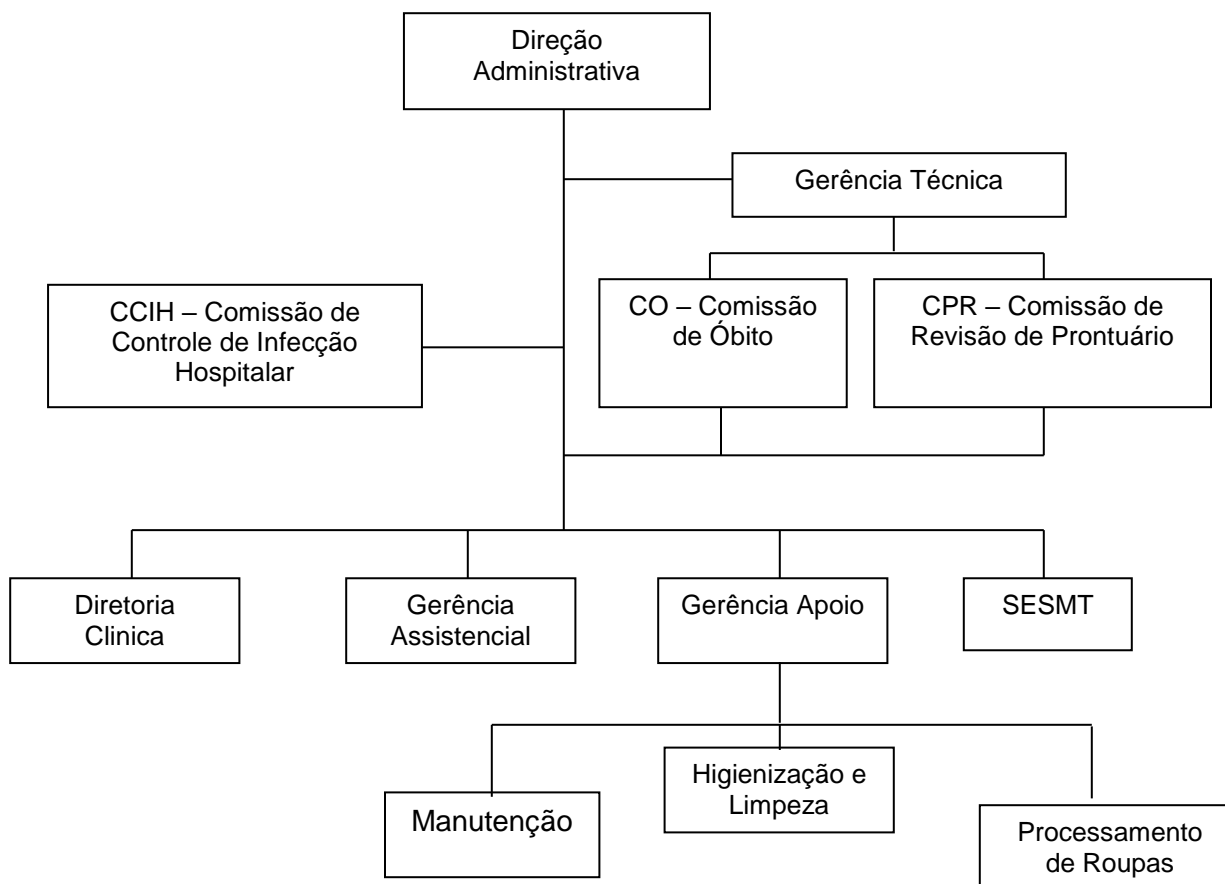 Direção
Administrativa
Gerência Técnica
CCIH – Comissão de
Controle de Infecção
Hospitalar
CO – Comissão
de Óbito
CPR – Comissão de
Revisão de Prontuário
Diretoria
Clinica
Gerência
Assistencial
Gerência Apoio
SESMT
Manutenção
Higienização e
Limpeza
Processamento
de Roupas